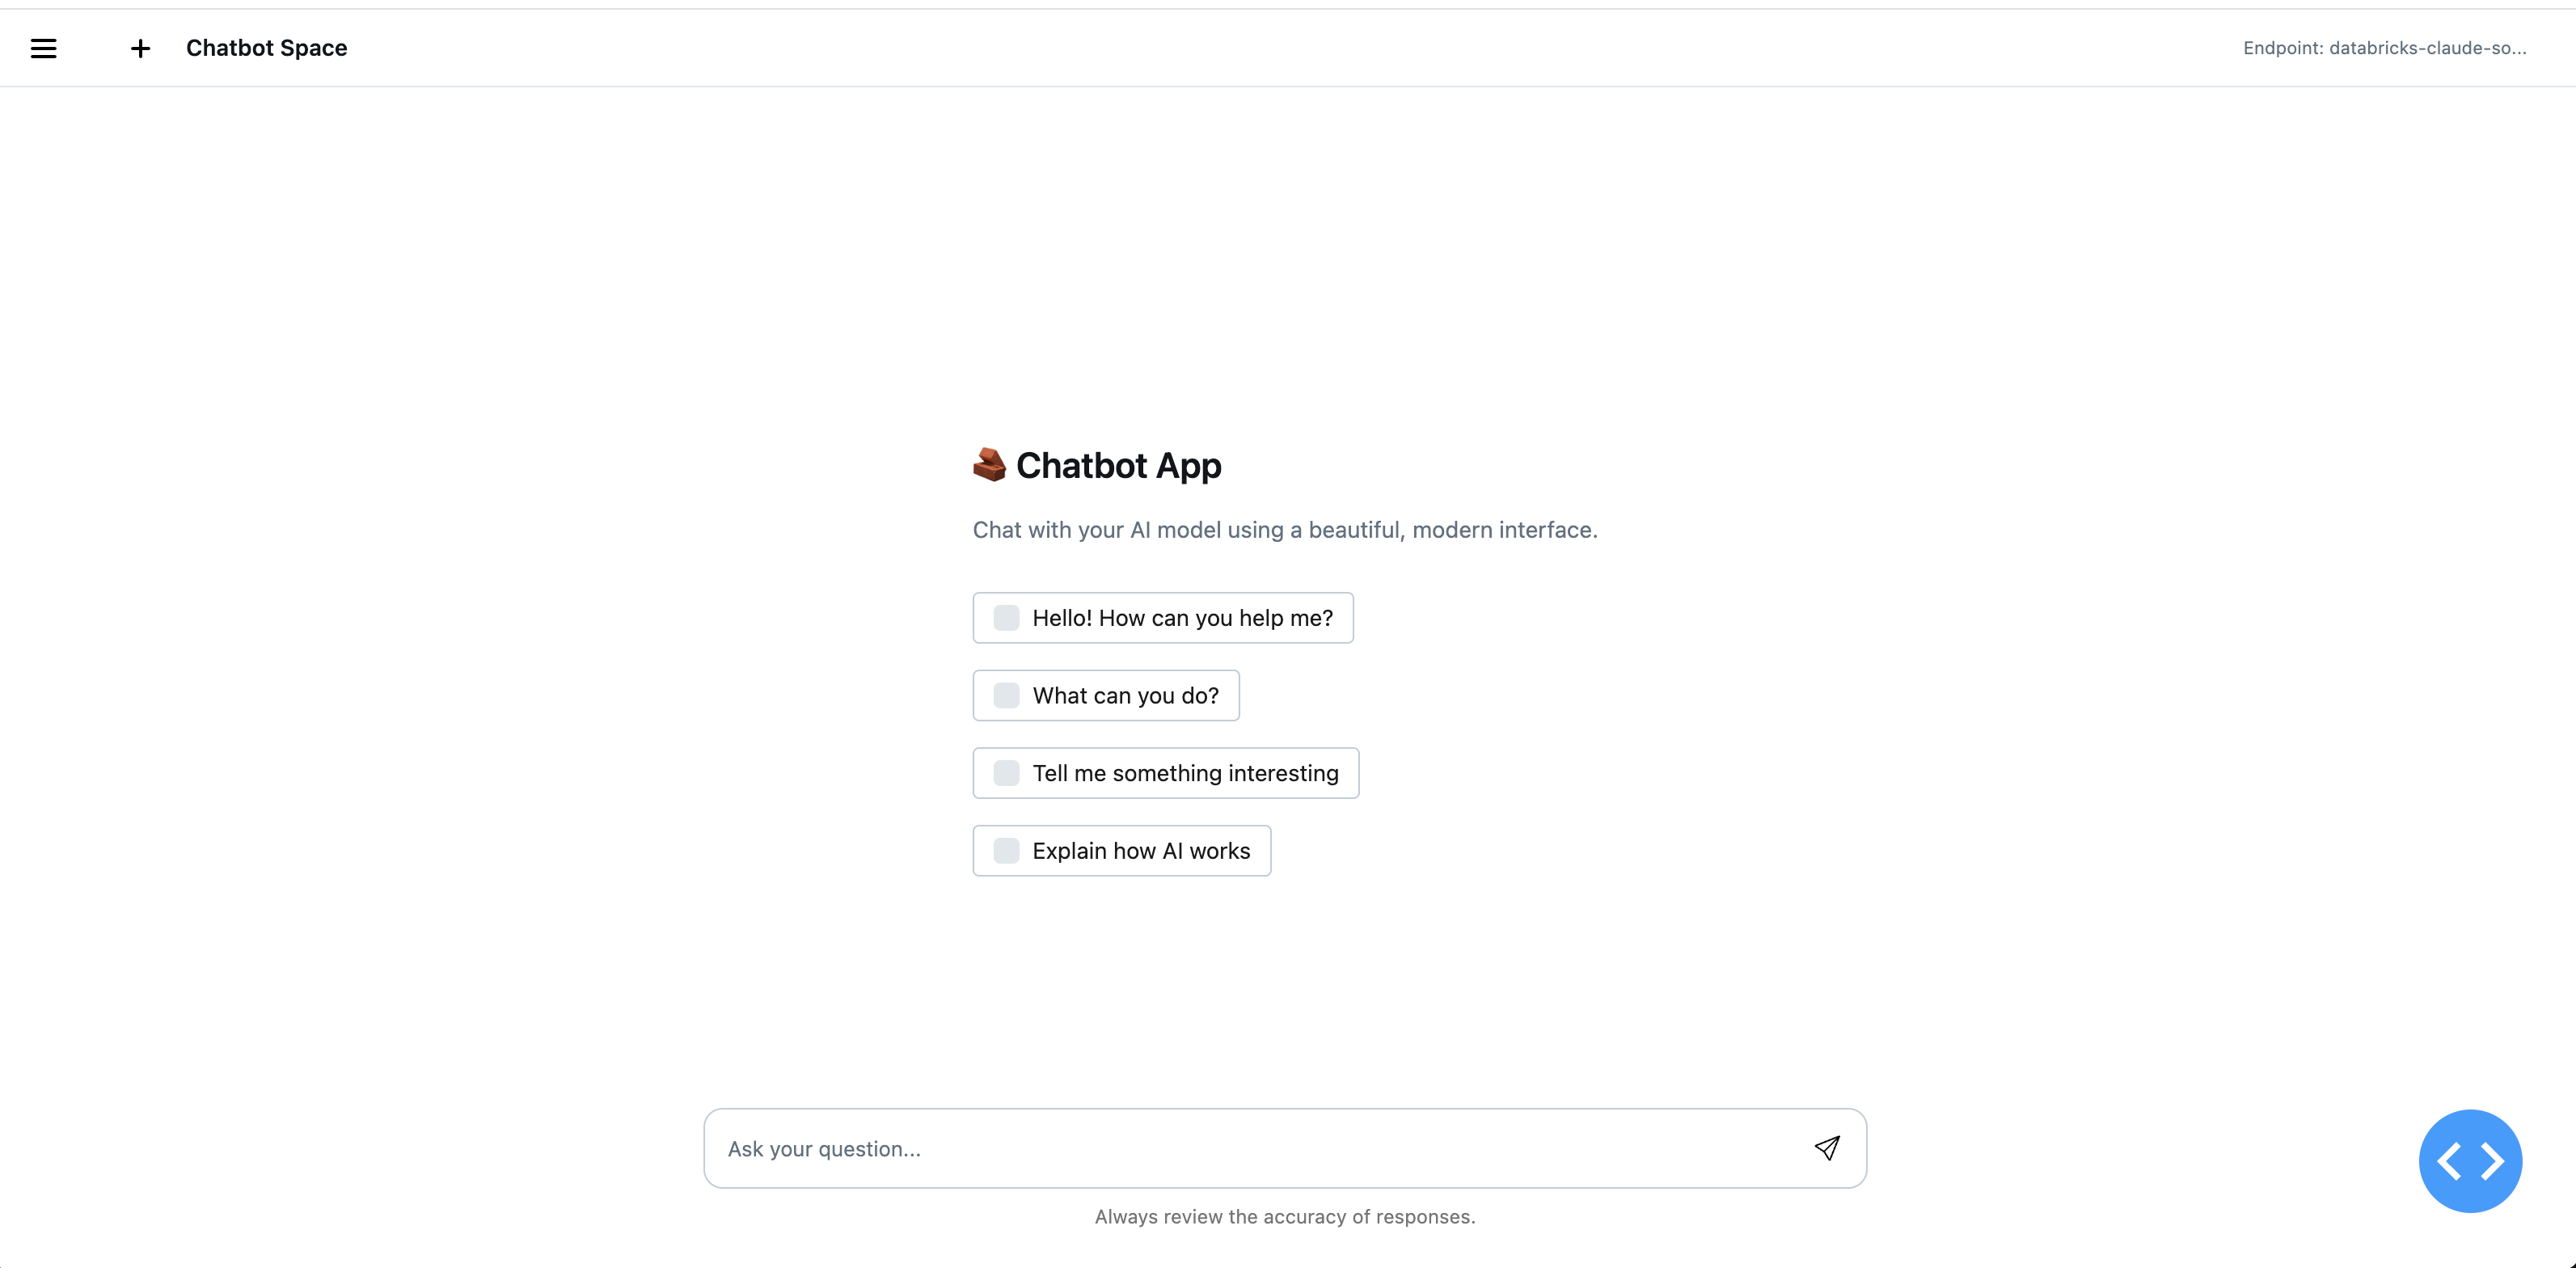 Chatbot Space
Endpoint: databricks-claude-so...
Chatbot App
Chat with your AI model using a beautiful, modern interface.
Hello! How can you help me?
What can you do?
Tell me something interesting
Explain how AI works
Ask your question...
Always review the accuracy of responses.